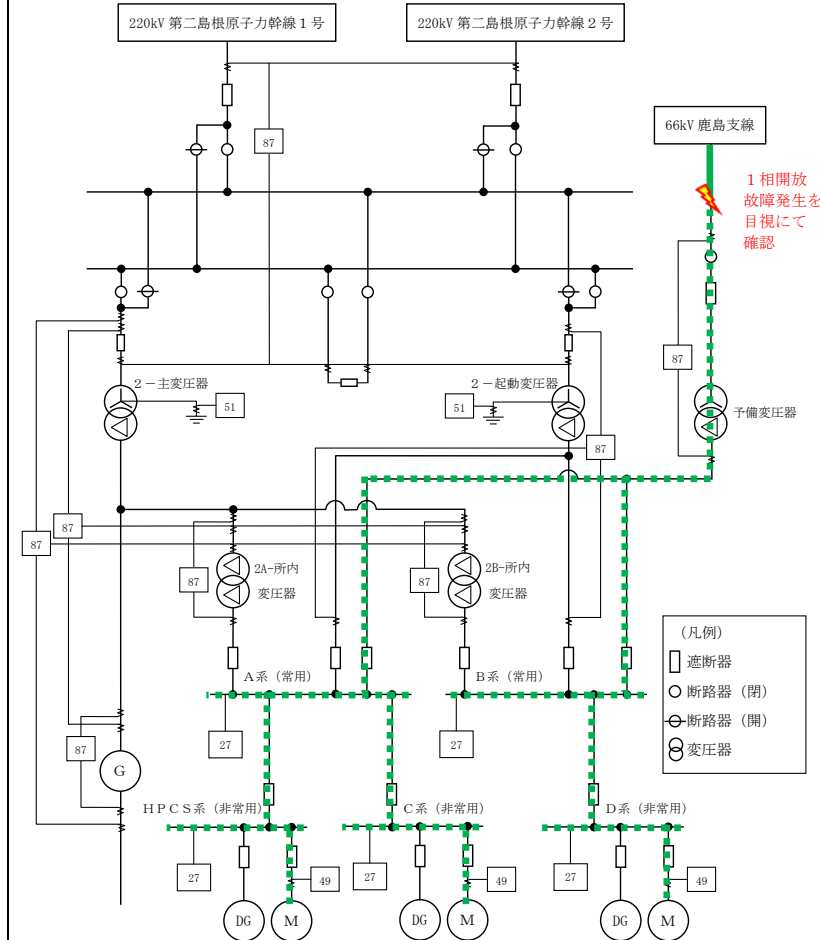 220kV 第二島根原子力幹線1号
220kV 第二島根原子力幹線2号
87
66kV 鹿島支線
1相開放
故障発生を
目視にて
確認
87
2-主変圧器
51
2-起動変圧器
51
予備変圧器
87
87
87
87
2A-所内
変圧器
87
2B-所内
変圧器
(凡例)
遮断器
断路器(閉)
断路器(開)
変圧器
A系(常用)
B系(常用)
27
27
87
G
HPCS系(非常用)
C系(非常用)
D系(非常用)
27
49
27
49
27
49
DG
M
DG
M
DG
M
87